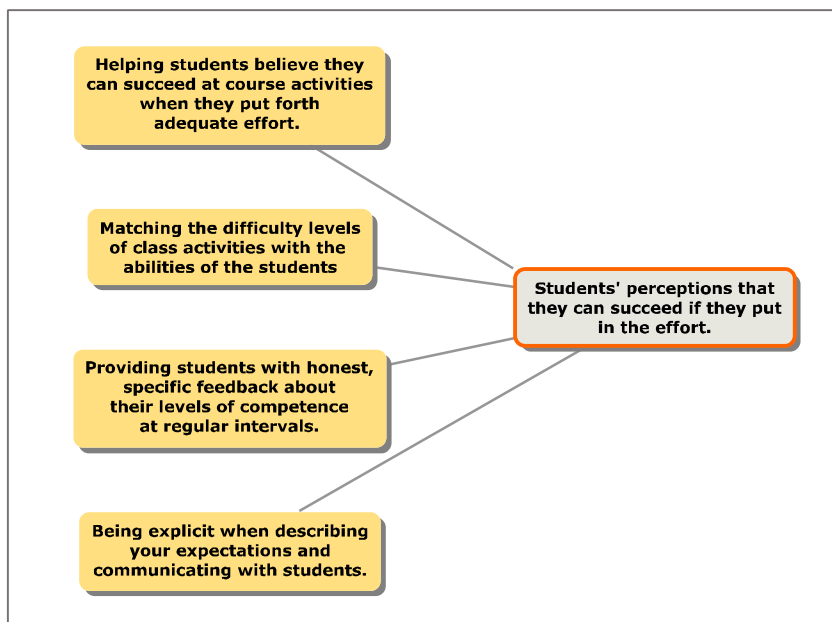 Helping students believe they
can succeed at course activities
when they put forth
adequate effort.
Matching the difficulty levels
of class activities with the
abilities of the students
Students' perceptions that
they can succeed if they put
in the effort.
Providing students with honest,
specific feedback about
their levels of competence
at regular intervals.
Being explicit when describing
your expectations and
communicating with students.